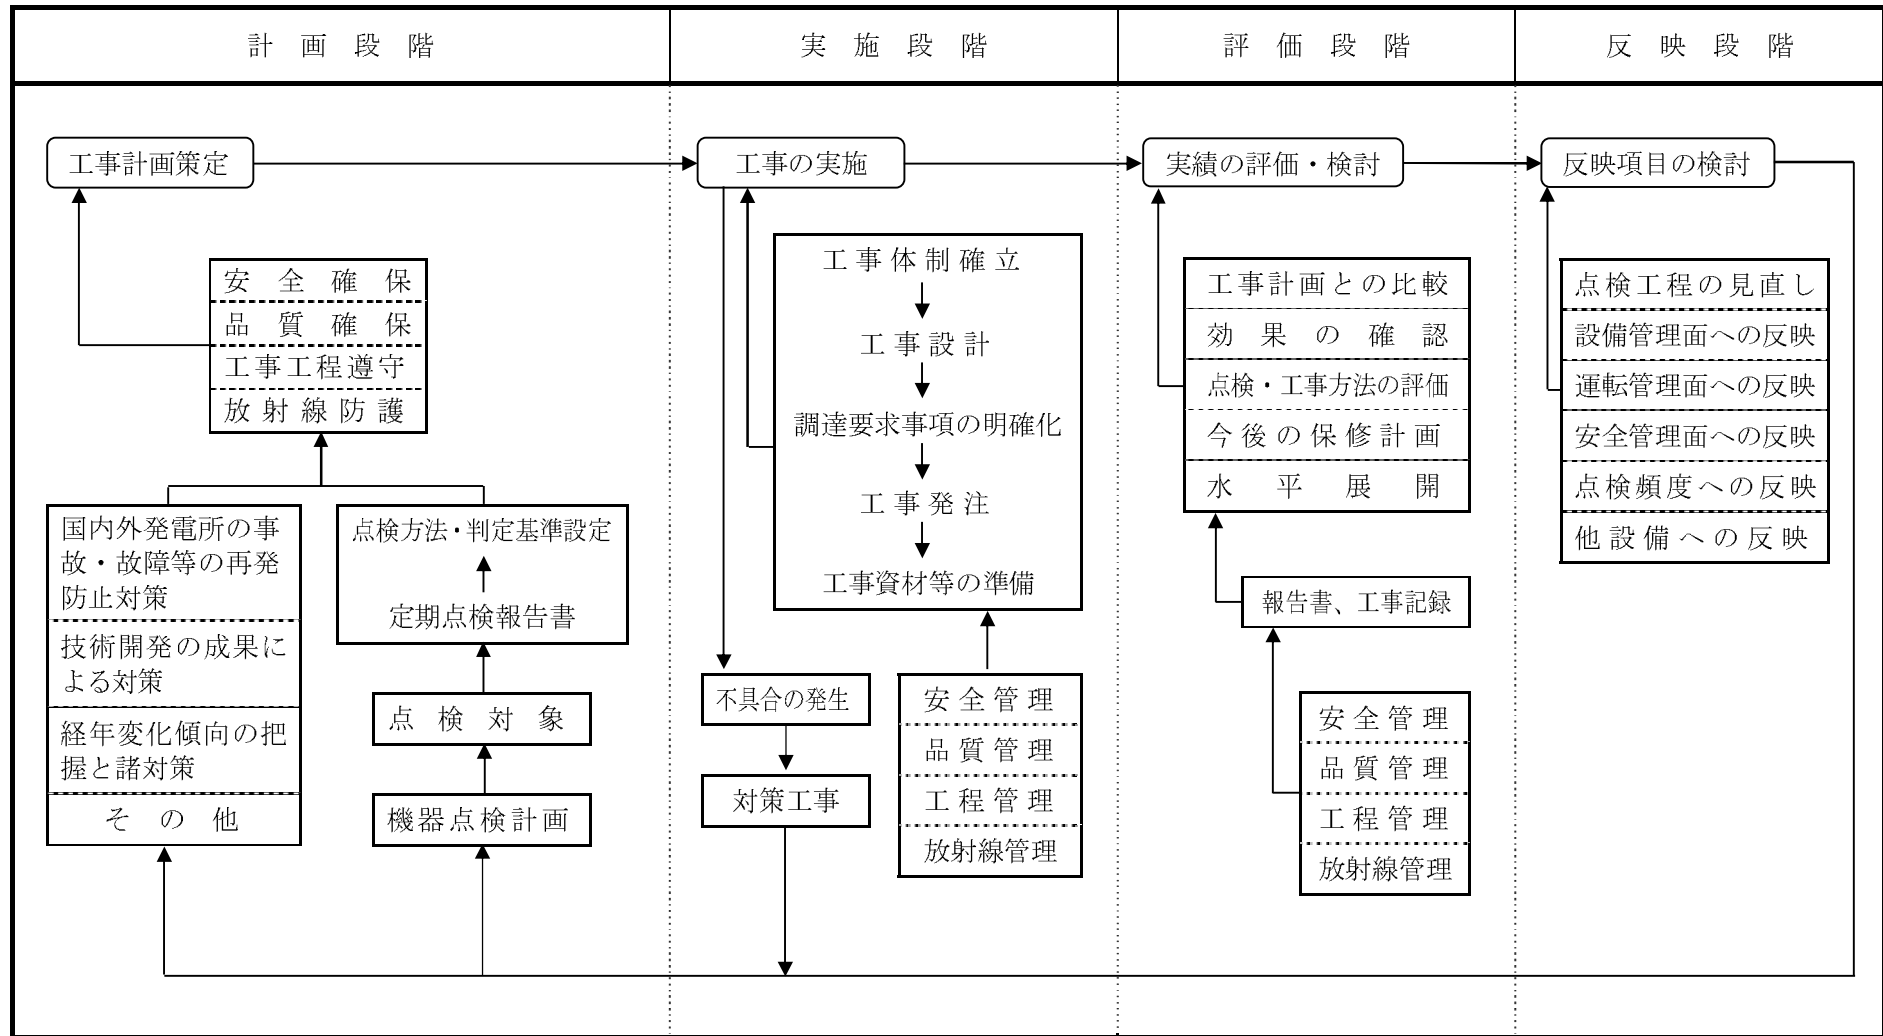 計画段階
実施段階
評価段階
反映段階
工事計画策定
工事の実施
実績の評価・検討
反映項目の検討
安全確保
品質確保
工事工程遵守
放射線防護
国内外発電所の事
故・故障等の再発
防止対策
技術開発の成果に
よる対策
経年変化傾向の把
握と諸対策
その他
点検方法・判定基準設定
定期点検報告書
点検対象
機器点検計画
工事体制確立
工事設計
調達要求事項の明確化
工事発注
工事資材等の準備
不具合の発生
対策工事
安全管理
品質管理
工程管理
放射線管理
工事計画との比較
効果の確認
点検・工事方法の評価
今後の保修計画
水平展開
報告書、工事記録
安全管理
品質管理
工程管理
放射線管理
点検工程の見直し
設備管理面への反映
運転管理面への反映
安全管理面への反映
点検頻度への反映
他設備への反映